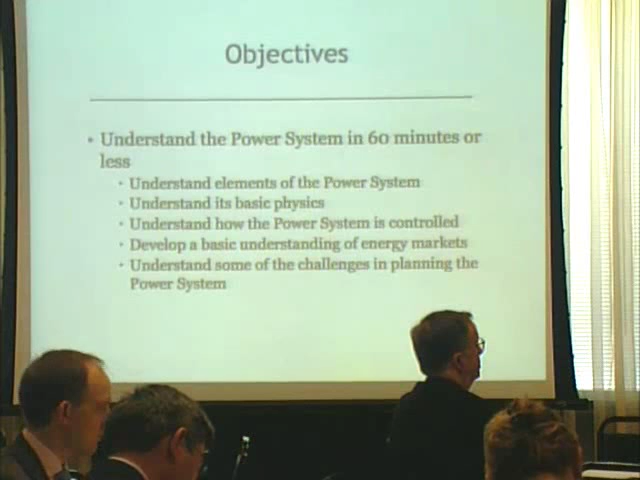 Objectives
• Understand the Power System in 60 minutes or
less
• Understand elements of the Power System
• Understand its basic physics
• Understand how the Power System is controlled
• Develop a basic understanding of energy markets
• Understand some of the challenges in planning the
Power System